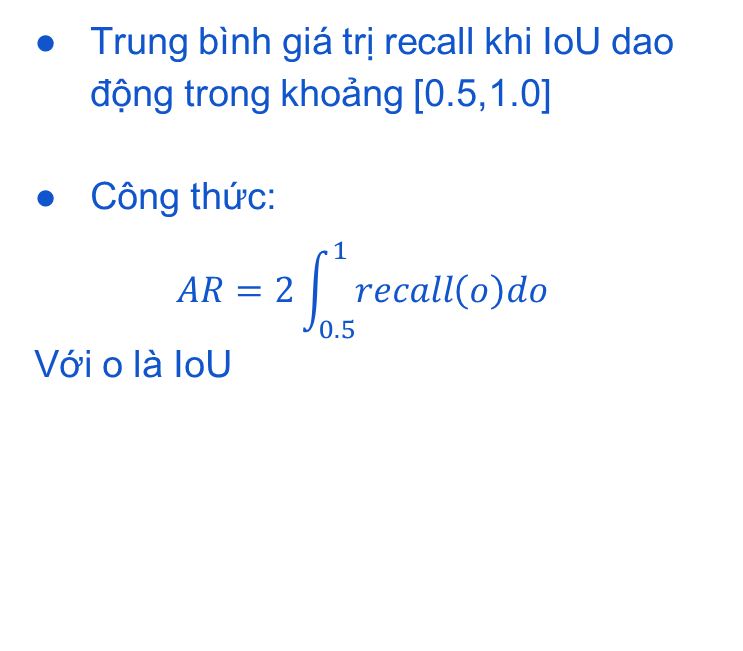 ● Trung bình giá trị recall khi IoU dao
động trong khoảng [0.5,1.0]
● Công thức:
AR = 2 ∫_{0.5}^{1} recall(o)do
Với o là IoU